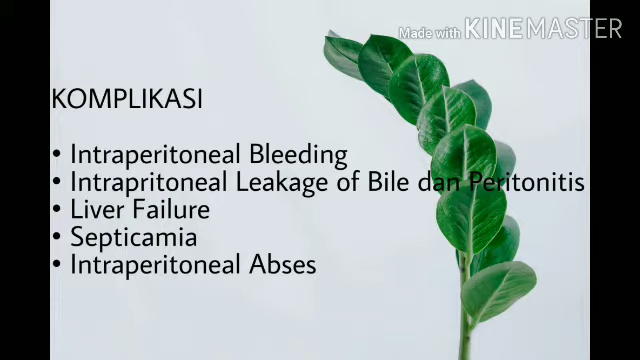 Made with KINEMASTER
KOMPLIKASI
• Intraperitoneal Bleeding
• Intrapritoneal Leakage of Bile dan Peritonitis
• Liver Failure
• Septicamia
• Intraperitoneal Abses